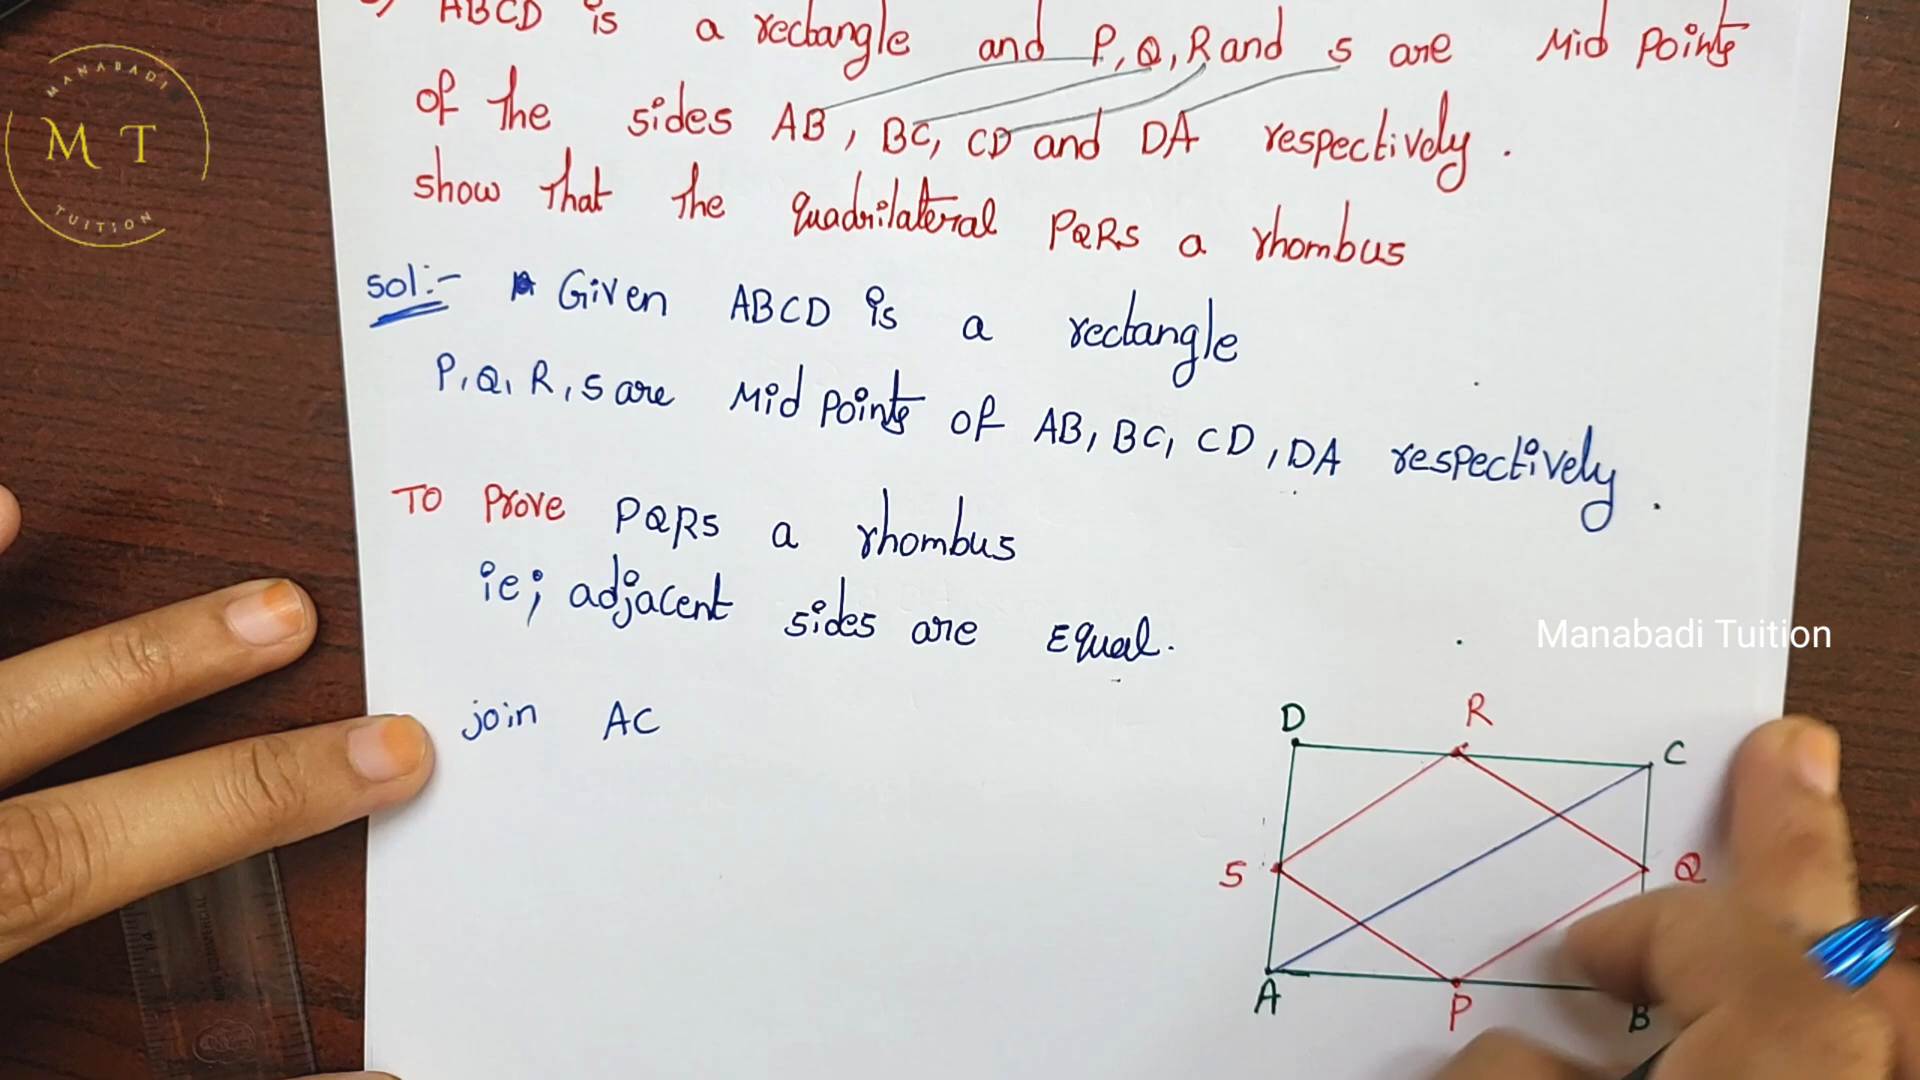 ABCD is a rectangle and P, Q, R and S are Mid points
of the sides AB, BC, CD and DA respectively.
show that the quadrilateral PQRS a rhombus
Sol:- Given ABCD is a rectangle
P, Q, R, S are Mid points of AB, BC, CD, DA respectively.
TO Prove PQRS a rhombus
ie; adjacent sides are Equal.
Manabadi Tuition
join AC
D R C
S Q
A P B
MANABADI
MT
TUITION